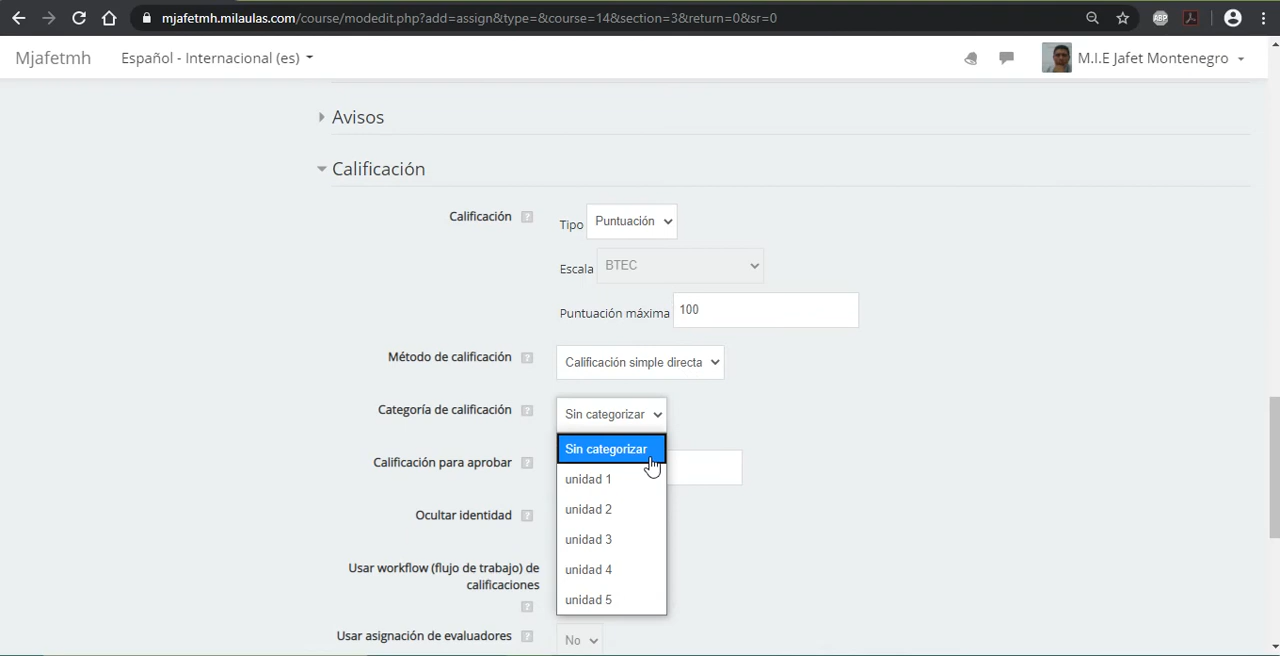 mjafetmh.milaulas.com/course/modedit.php?add=assign&type=&course=14&section=3&return=0&sr=0
ABP
Mjafetmh
Español - Internacional (es)
M.I.E Jafet Montenegro
Avisos
Calificación
Calificación ?
Tipo Puntuación
Escala BTEC
Puntuación máxima 100
Método de calificación ? Calificación simple directa
Categoría de calificación ? Sin categorizar
Sin categorizar
Calificación para aprobar ?
unidad 1
unidad 2
Ocultar identidad ?
unidad 3
Usar workflow (flujo de trabajo) de
calificaciones
?
unidad 4
unidad 5
Usar asignación de evaluadores ? No